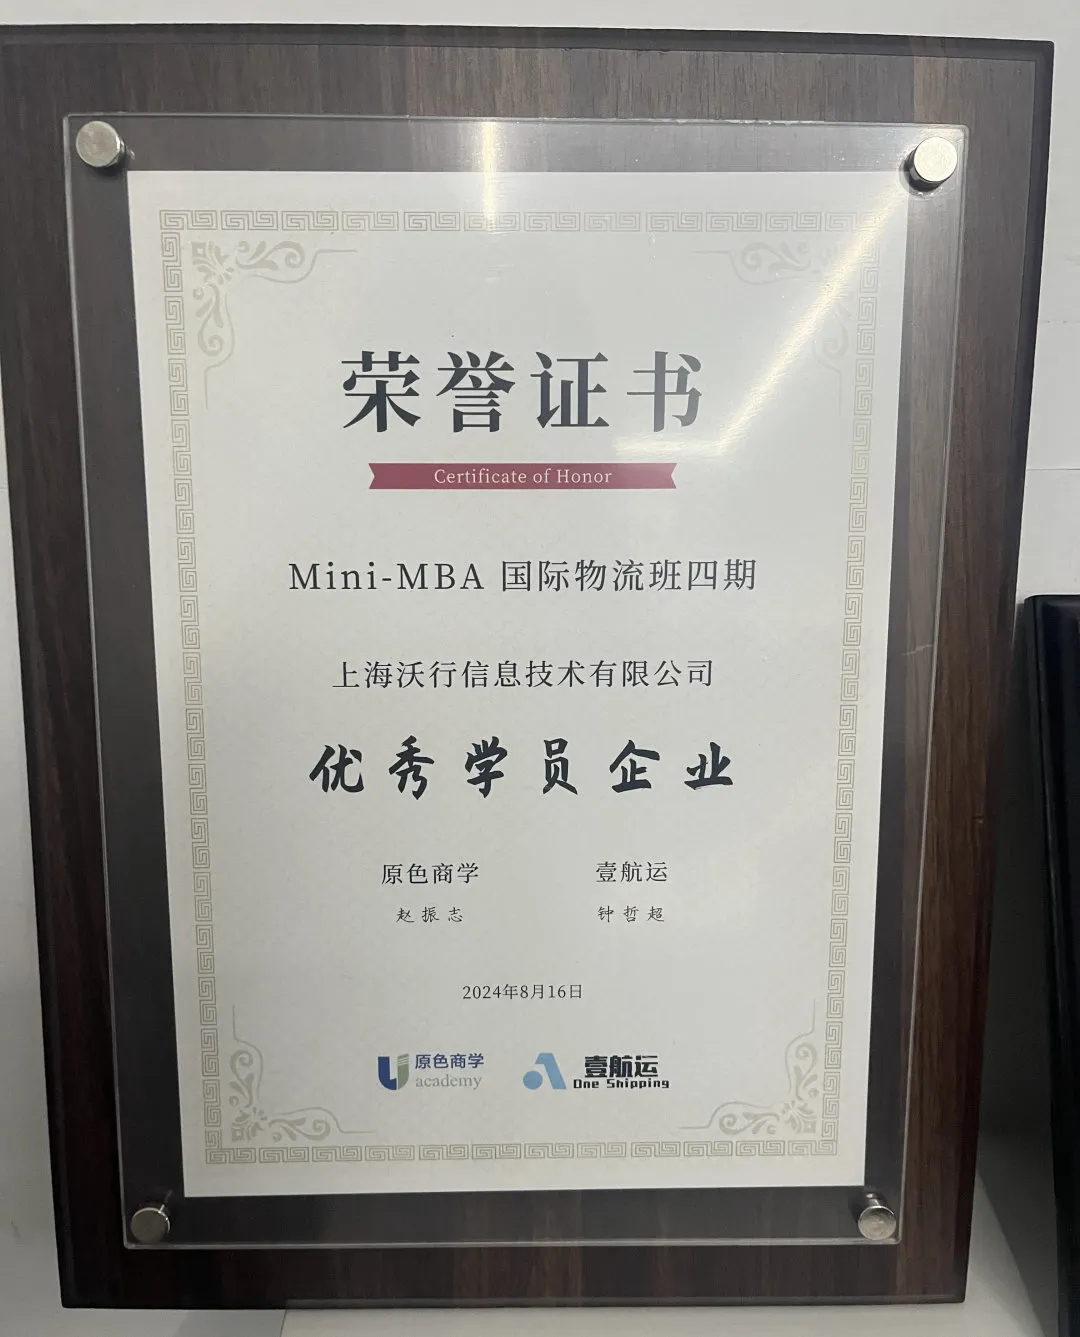 荣誉证书
Certificate of Honor
Mini-MBA 国际物流班四期
上海沃行信息技术有限公司
优秀学员企业
原色商学 壹航运
赵振志 钟哲超
2024年8月16日
原色商学 壹航运
academy One Shipping